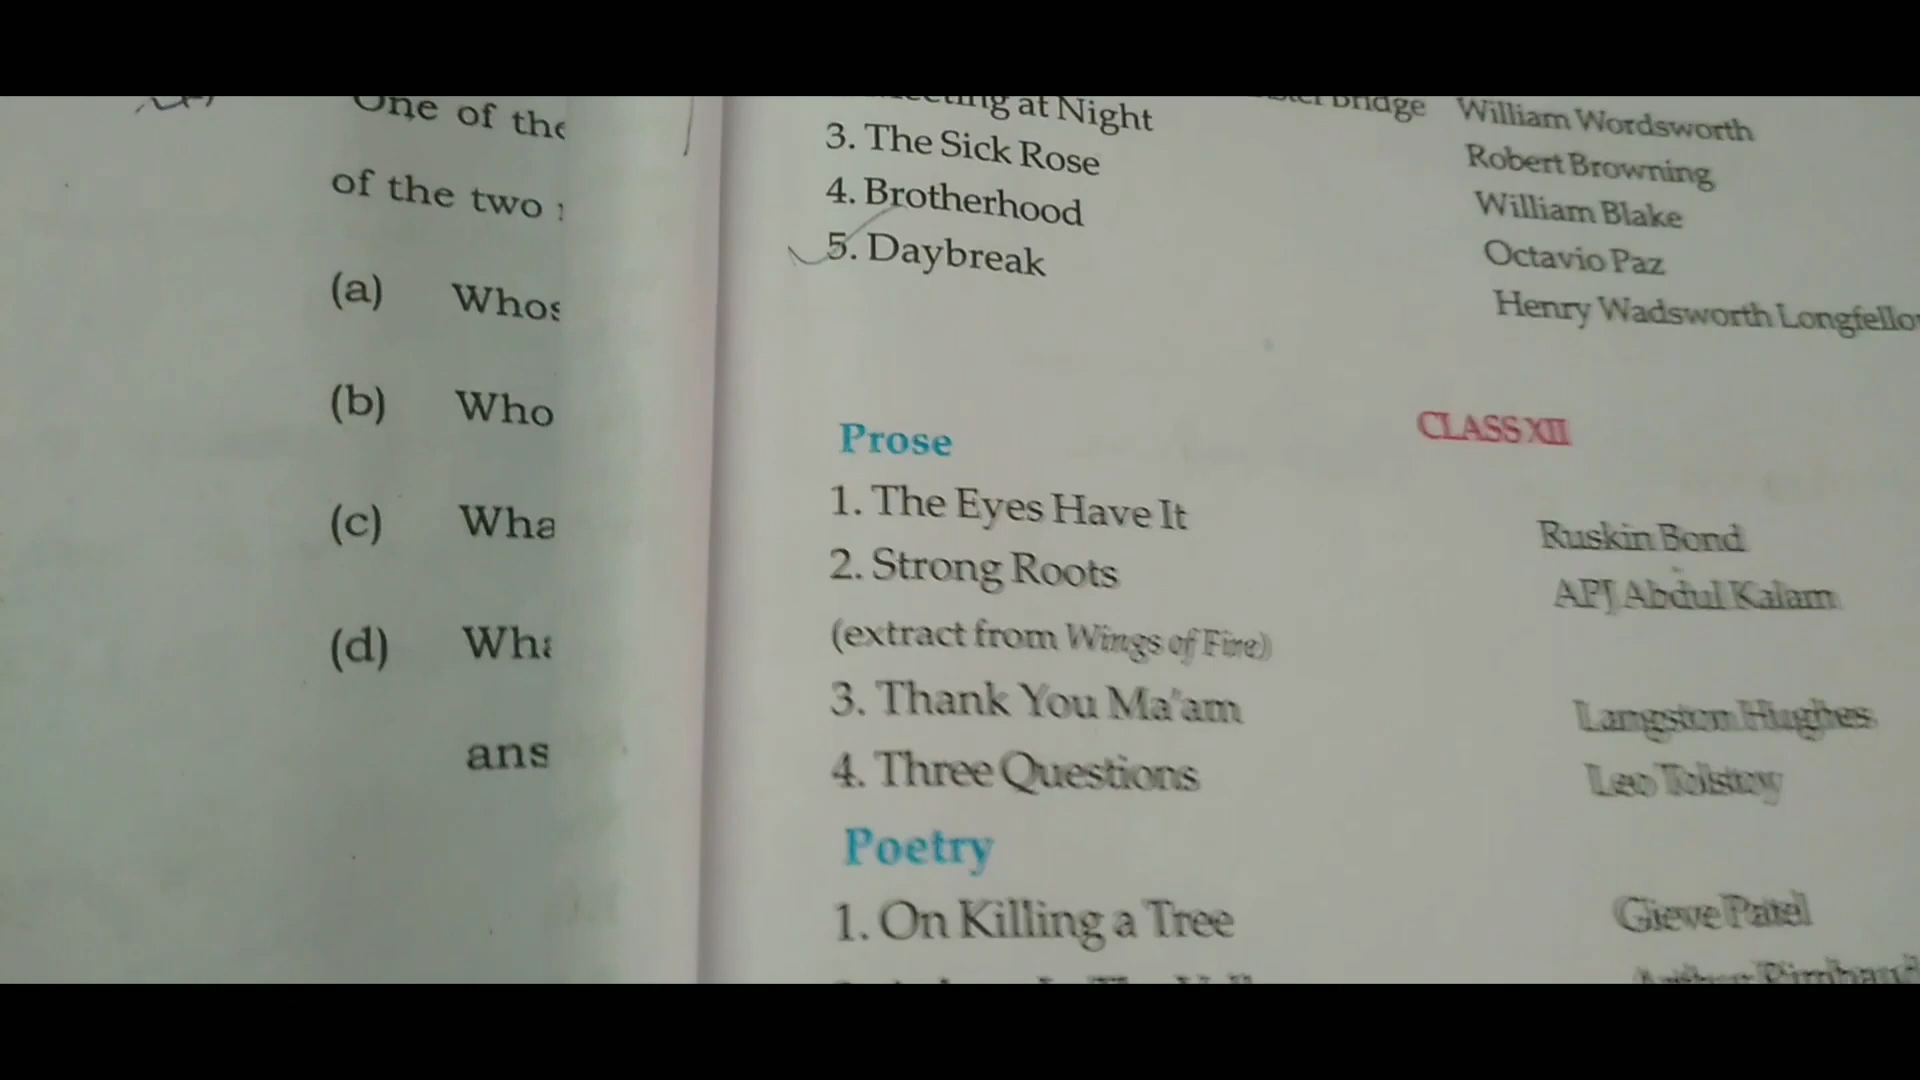 One of the
of the two
(a) Whos
(b) Who
(c) Wha
(d) Wha
ans
Meeting at Night
3. The Sick Rose
4. Brotherhood
5. Daybreak
Bridge William Wordsworth
Robert Browning
William Blake
Octavio Paz
Henry Wadsworth Longfello
CLASS XII
Prose
1. The Eyes Have It Ruskin Bond
2. Strong Roots APJ Abdul Kalam
(extract from Wings of Fire)
3. Thank You Ma'am Langston Hughes
4. Three Questions Leo Tolstoy
Poetry
1. On Killing a Tree Gieve Patel